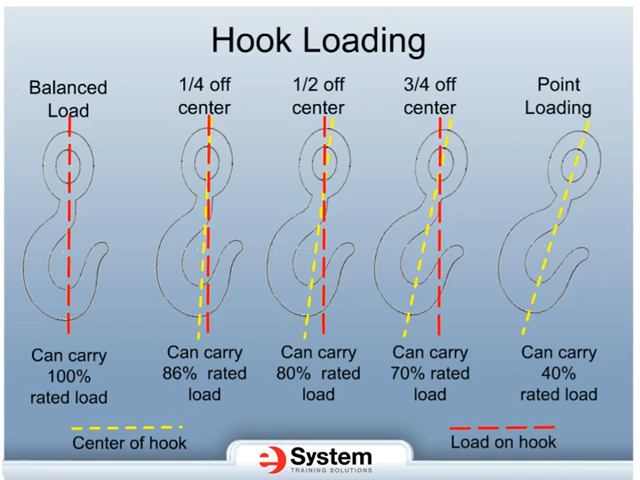 Hook Loading
Balanced
Load
1/4 off
center
1/2 off
center
3/4 off
center
Point
Loading
Can carry
100%
rated load
Can carry
86% rated
load
Can carry
80% rated
load
Can carry
70% rated
load
Can carry
40%
rated load
Center of hook
Load on hook
System
TRAINING SOLUTIONS